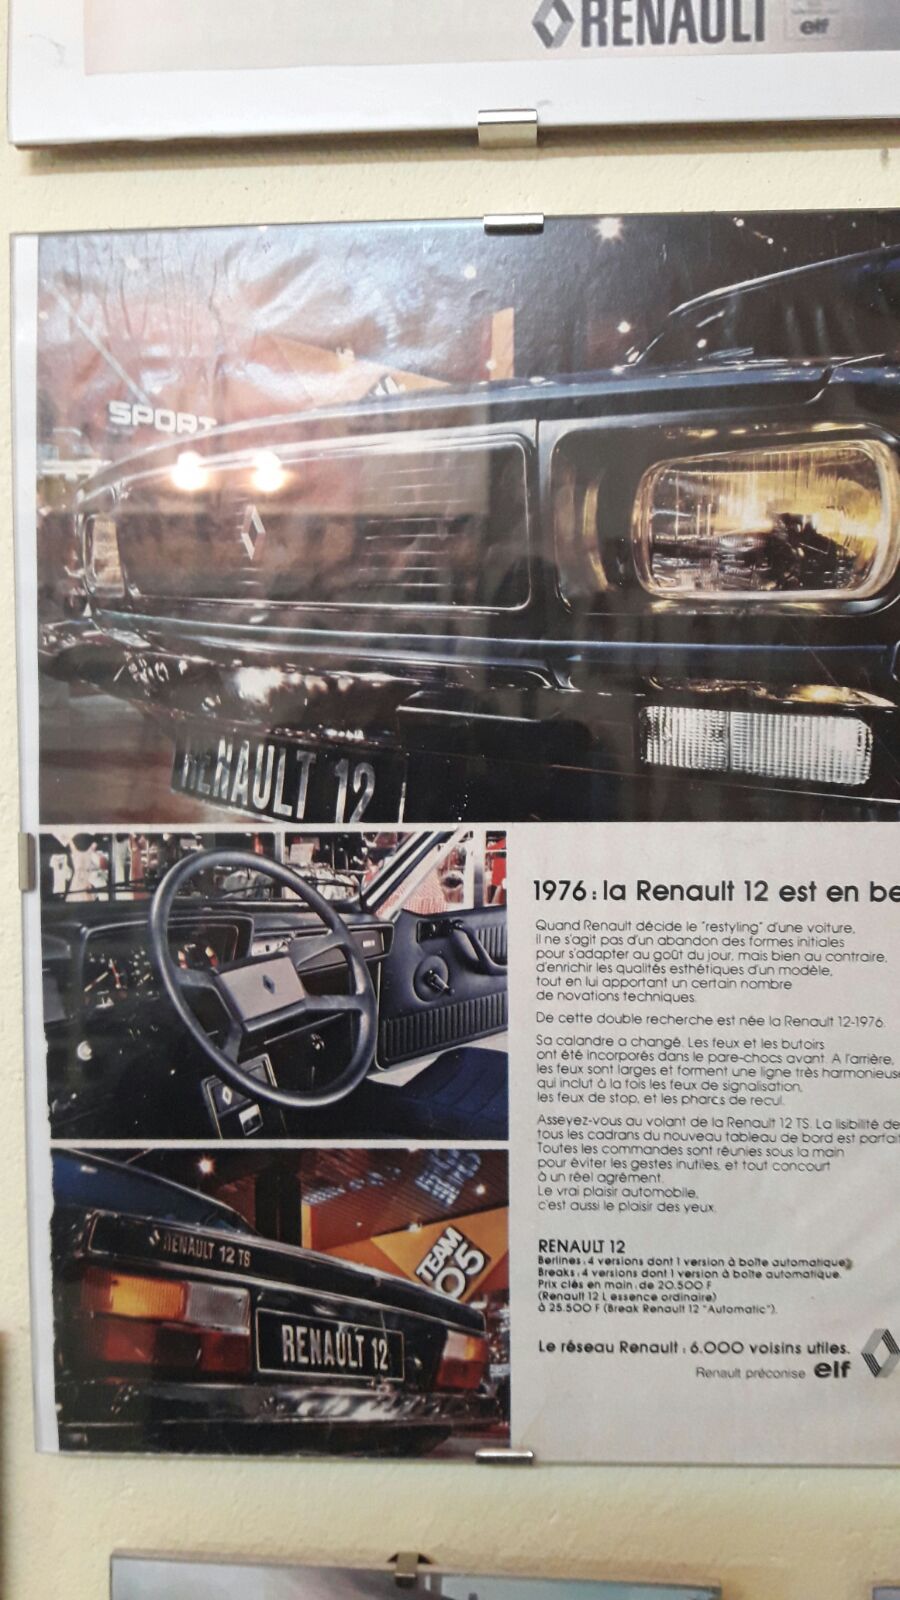 RENAULT
elf
SPORT
RENAULT 12
1976 : la Renault 12 est en be
Quand Renault décide le "restyling" d'une voiture,
il ne s'agit pas d'un abandon des formes initiales
pour s'adapter au goût du jour, mais bien au contraire,
d'enrichir les qualités esthétiques d'un modèle,
tout en lui apportant un certain nombre
de novations techniques.
De cette double recherche est née la Renault 12-1976.
Sa calandre a changé. Les feux et les butoirs
ont été incorporés dans le pare-chocs avant. A l'arrière,
les feux sont larges et forment une ligne très harmonieuse
qui inclut à la fois les feux de signalisation,
les feux de stop, et les phares de recul.
Asseyez-vous au volant de la Renault 12 TS. La lisibilité de
tous les cadrans du nouveau tableau de bord est parfait
Toutes les commandes sont réunies sous la main
pour éviter les gestes inutiles, et tout concourt
à un réel agrément.
Le vrai plaisir automobile,
c'est aussi le plaisir des yeux.
RENAULT 12 TS
TEAM
05
RENAULT 12
RENAULT 12
Berlines : 4 versions dont 1 version à boîte automatique.
Breaks : 4 versions dont 1 version à boîte automatique.
Prix clés en main : de 20.500 F
(Renault 12 L essence ordinaire)
à 25.500 F (Break Renault 12 "Automatic").
Le réseau Renault : 6.000 voisins utiles.
Renault préconise elf